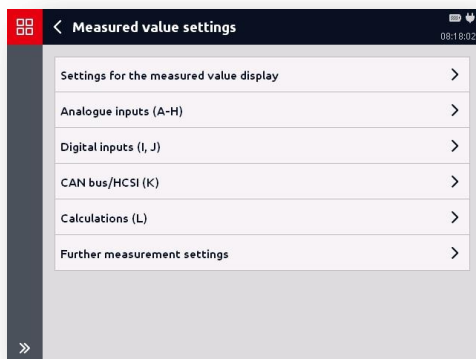 Measured value settings
08:18:02
Settings for the measured value display
Analogue inputs (A-H)
Digital inputs (I, J)
CAN bus/HCSI (K)
Calculations (L)
Further measurement settings